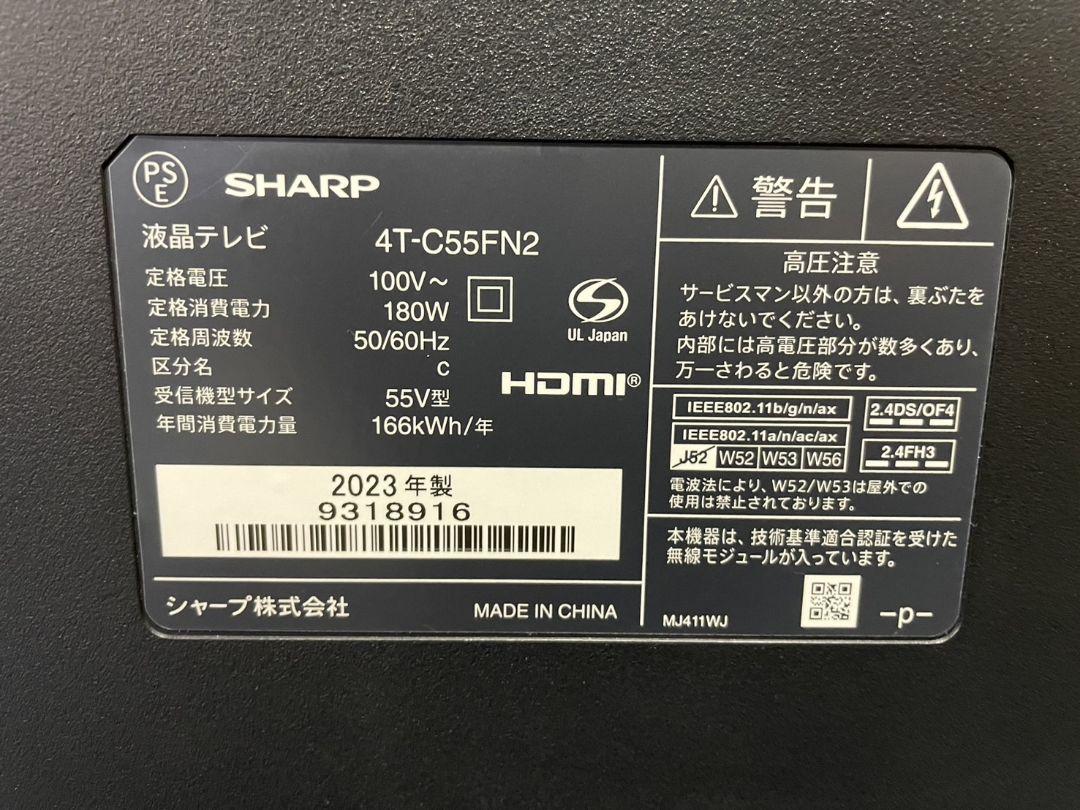 PS
E
SHARP
液晶テレビ 4T-C55FN2
定格電圧 100V～
定格消費電力 180W
定格周波数 50/60Hz
区分名 C
受信機型サイズ 55V型
年間消費電力量 166kWh/年
UL Japan
HDMI®
2023年製
9318916
シャープ株式会社 MADE IN CHINA
警告
高圧注意
サービスマン以外の方は、裏ぶたを
あけないでください。
内部には高電圧部分が数多くあり、
万一さわると危険です。
IEEE802.11b/g/n/ax
IEEE802.11a/n/ac/ax
J52 W52 W53 W56
2.4DS/OF4
2.4FH3
電波法により、W52/W53は屋外での
使用は禁止されております。
本機器は、技術基準適合認証を受けた
無線モジュールが入っています。
MJ411WJ
-p-